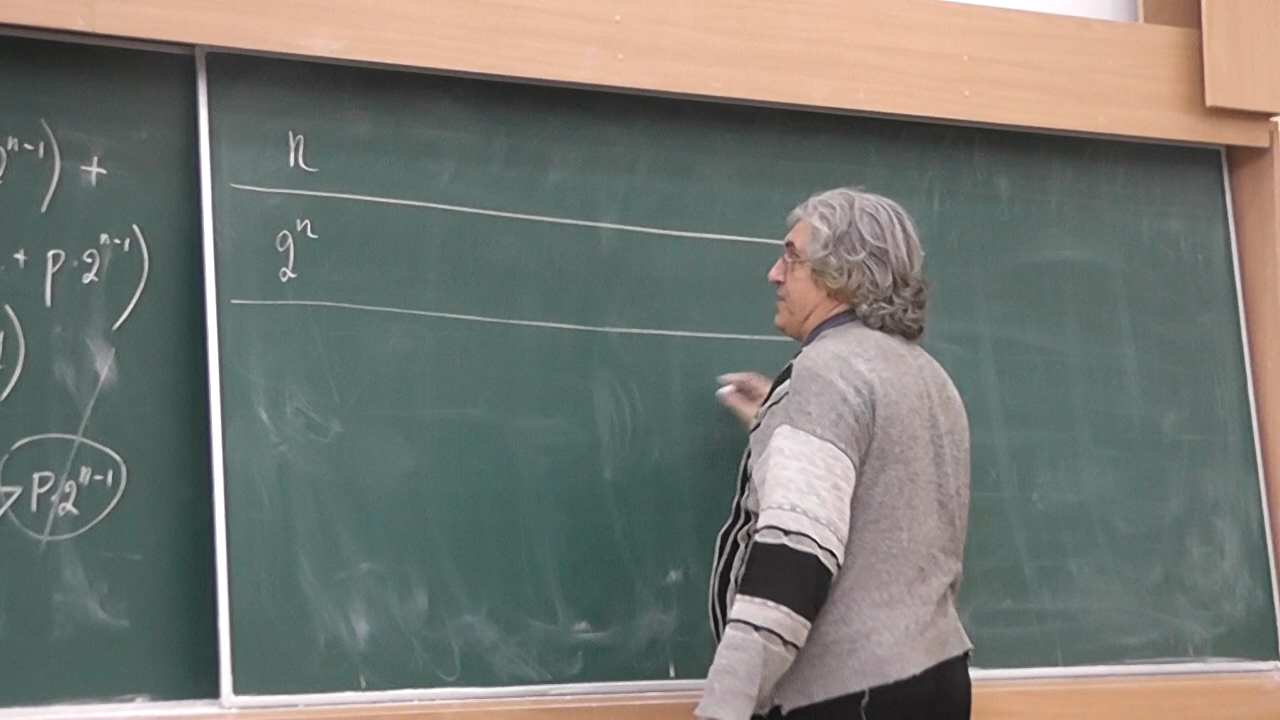 2ⁿ⁻¹) +
+ p · 2ⁿ⁻¹)
)
p · 2ⁿ⁻¹
n
2ⁿ